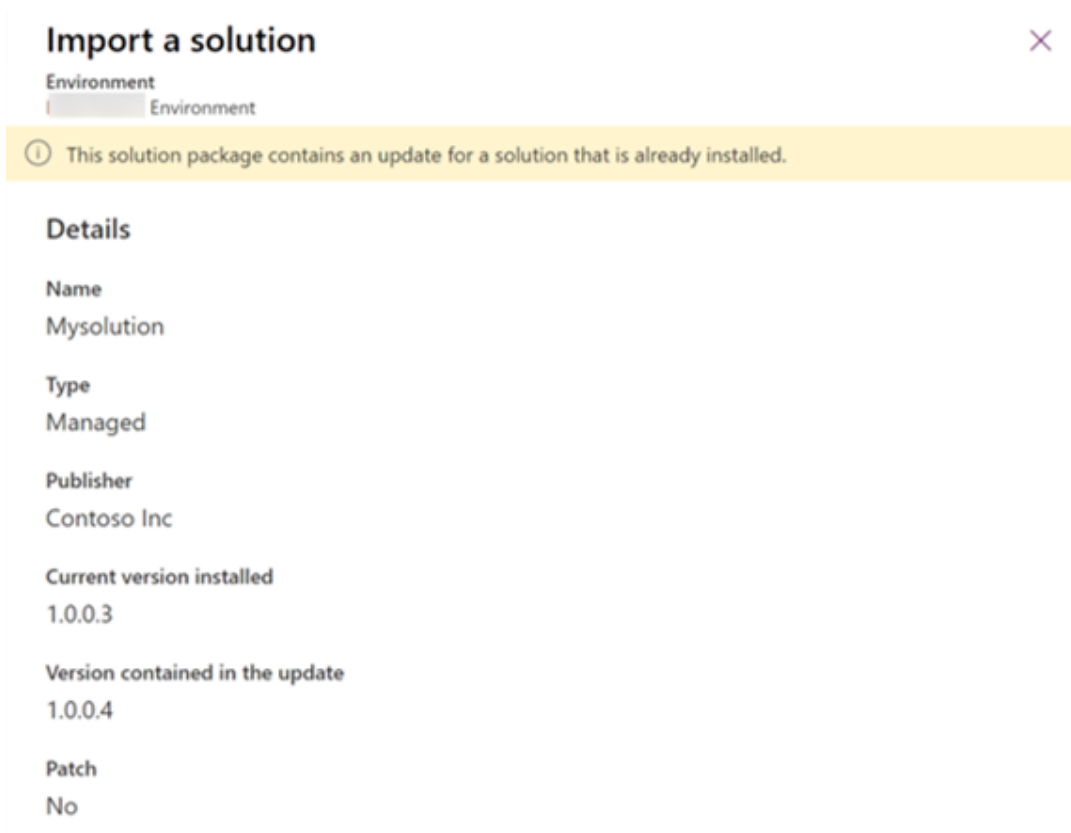 Import a solution
Environment
Environment
This solution package contains an update for a solution that is already installed.
Details
Name
Mysolution
Type
Managed
Publisher
Contoso Inc
Current version installed
1.0.0.3
Version contained in the update
1.0.0.4
Patch
No